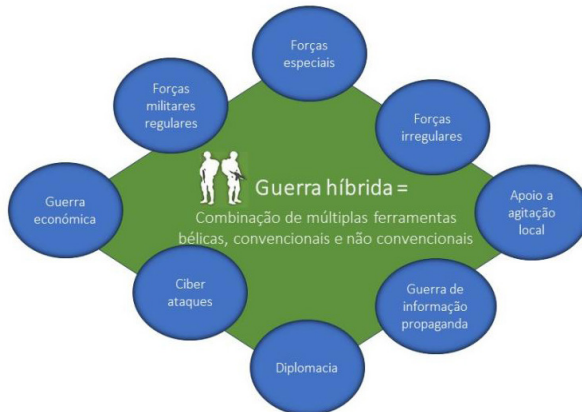 Forças
especiais
Forças
militares
regulares
Forças
irregulares
Guerra híbrida =
Combinação de múltiplas ferramentas
bélicas, convencionais e não convencionais
Guerra
económica
Apoio a
agitação
local
Ciber
ataques
Guerra de
informação
propaganda
Diplomacia